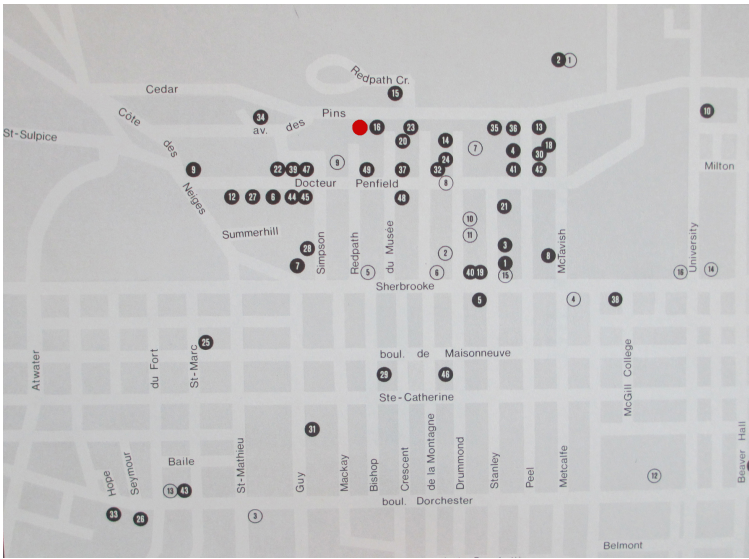 2
1
Redpath Cr.
15
Cedar
Côte
des
Neiges
34
av. des Pins
16
23
35
36
13
10
St-Sulpice
20
14
7
4
18
30
24
9
22
39
47
9
49
37
32
41
42
Milton
Docteur Penfield
8
12
27
6
44
45
48
21
10
11
Summerhill
28
7
Simpson
Redpath
du Musée
3
2
8
McTavish
University
5
6
40
19
1
15
16
14
Sherbrooke
5
4
38
Atwater
du Fort
St-Marc
25
boul. de Maisonneuve
McGill College
29
46
Ste-Catherine
31
Baile
Hope
Seymour
13
43
St-Mathieu
Guy
Mackay
Bishop
Crescent
de la Montagne
Drummond
Stanley
Peel
Metcalfe
12
Beaver Hall
boul. Dorchester
33
26
3
Belmont